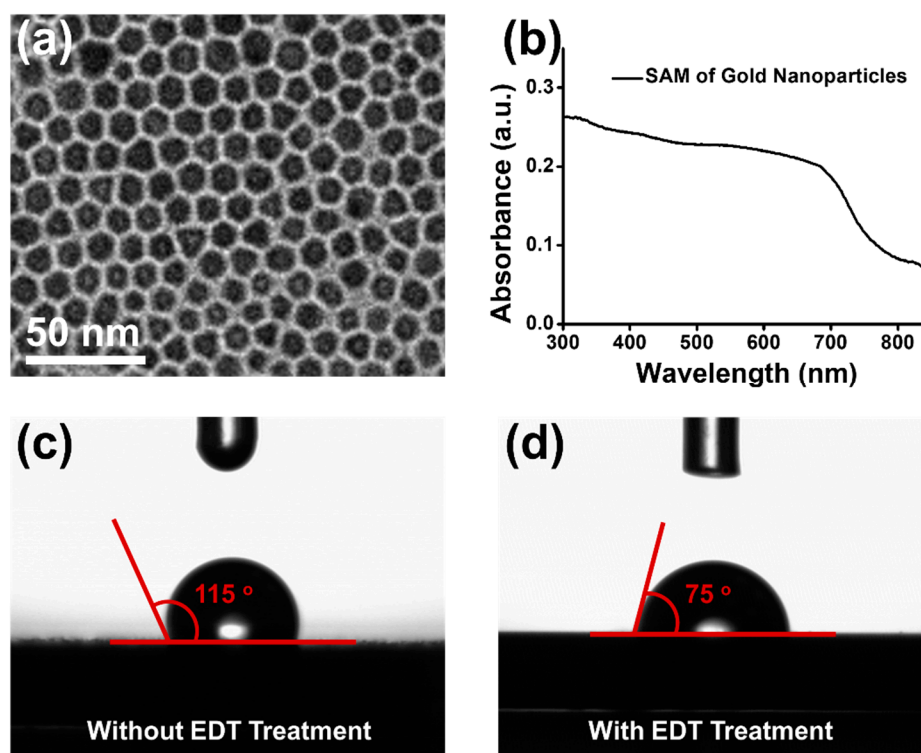 (a)
50 nm
(b)
SAM of Gold Nanoparticles
Absorbance (a.u.)
0.3
0.2
0.1
0.0
300 400 500 600 700 800
Wavelength (nm)
(c)
115 °
Without EDT Treatment
(d)
75 °
With EDT Treatment